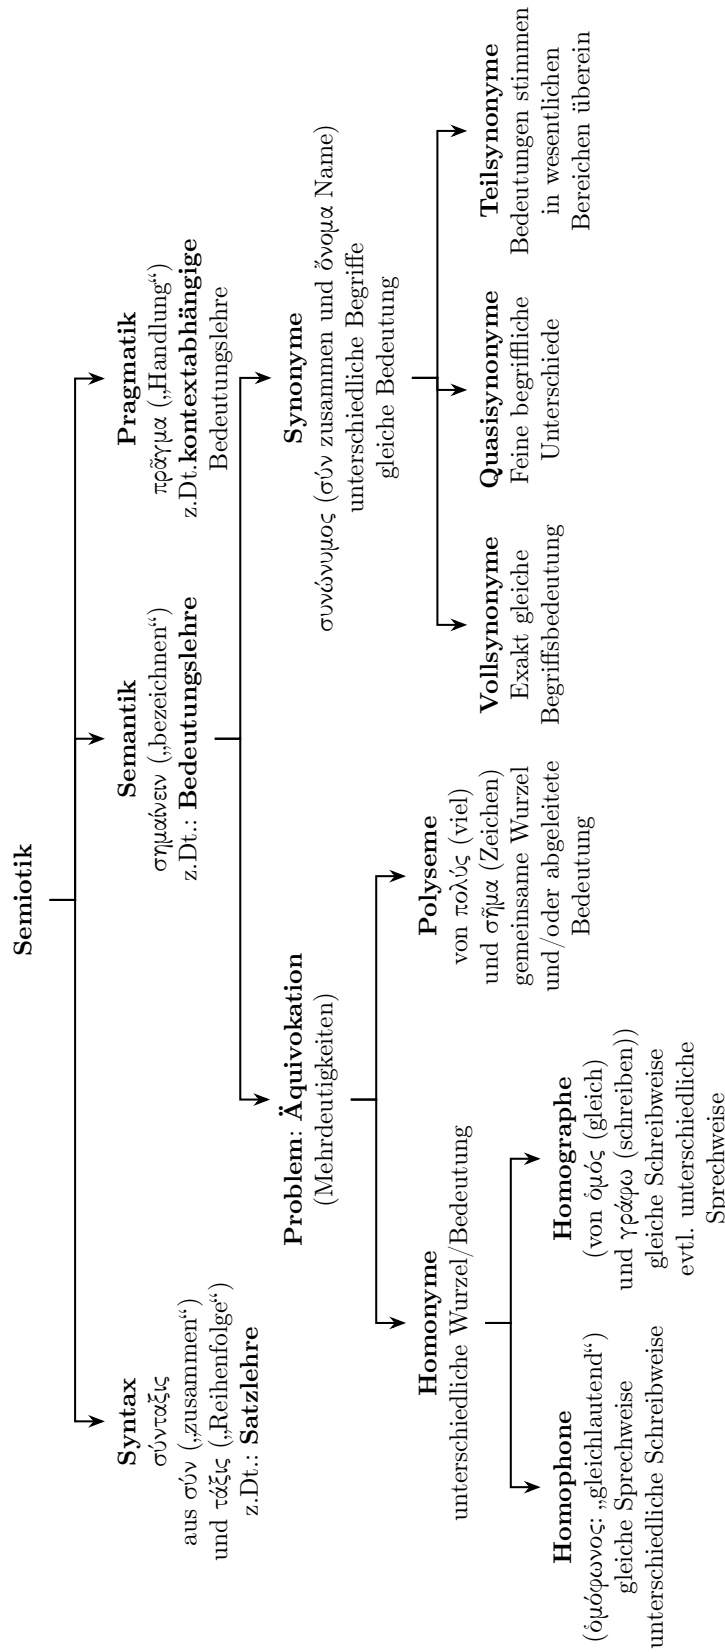 Semiotik
Syntax
σύνταξις
aus σύν („zusammen“)
und τάξις („Reihenfolge“)
z.Dt.: Satzlehre
Semantik
σημαίνειν („bezeichnen“)
z.Dt.: Bedeutungslehre
Pragmatik
πρᾶγμα („Handlung“)
z.Dt.kontextabhängige
Bedeutungslehre
Problem: Äquivokation
(Mehrdeutigkeiten)
Synonyme
συνώνυμος (σύν zusammen und ὄνομα Name)
unterschiedliche Begriffe
gleiche Bedeutung
Homonyme
unterschiedliche Wurzel/Bedeutung
Polyseme
von πολύς (viel)
und σῆμα (Zeichen)
gemeinsame Wurzel
und/oder abgeleitete
Bedeutung
Vollsynonyme
Exakt gleiche
Begriffsbedeutung
Quasisynonyme
Feine begriffliche
Unterschiede
Teilsynonyme
Bedeutungen stimmen
in wesentlichen
Bereichen überein
Homophone
(ὁμόφωνος: „gleichlautend“)
gleiche Sprechweise
unterschiedliche Schreibweise
Homographe
(von ὁμός (gleich)
und γράφω (schreiben))
gleiche Schreibweise
evtl. unterschiedliche
Sprechweise